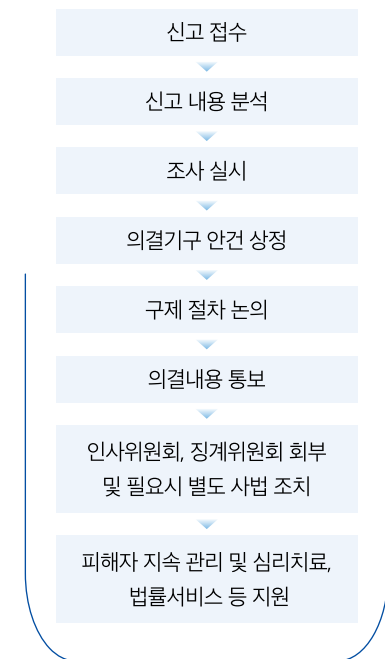 신고 접수
신고 내용 분석
조사 실시
의결기구 안건 상정
구제 절차 논의
의결내용 통보
인사위원회, 징계위원회 회부
및 필요시 별도 사법 조치
피해자 지속 관리 및 심리치료,
법률서비스 등 지원